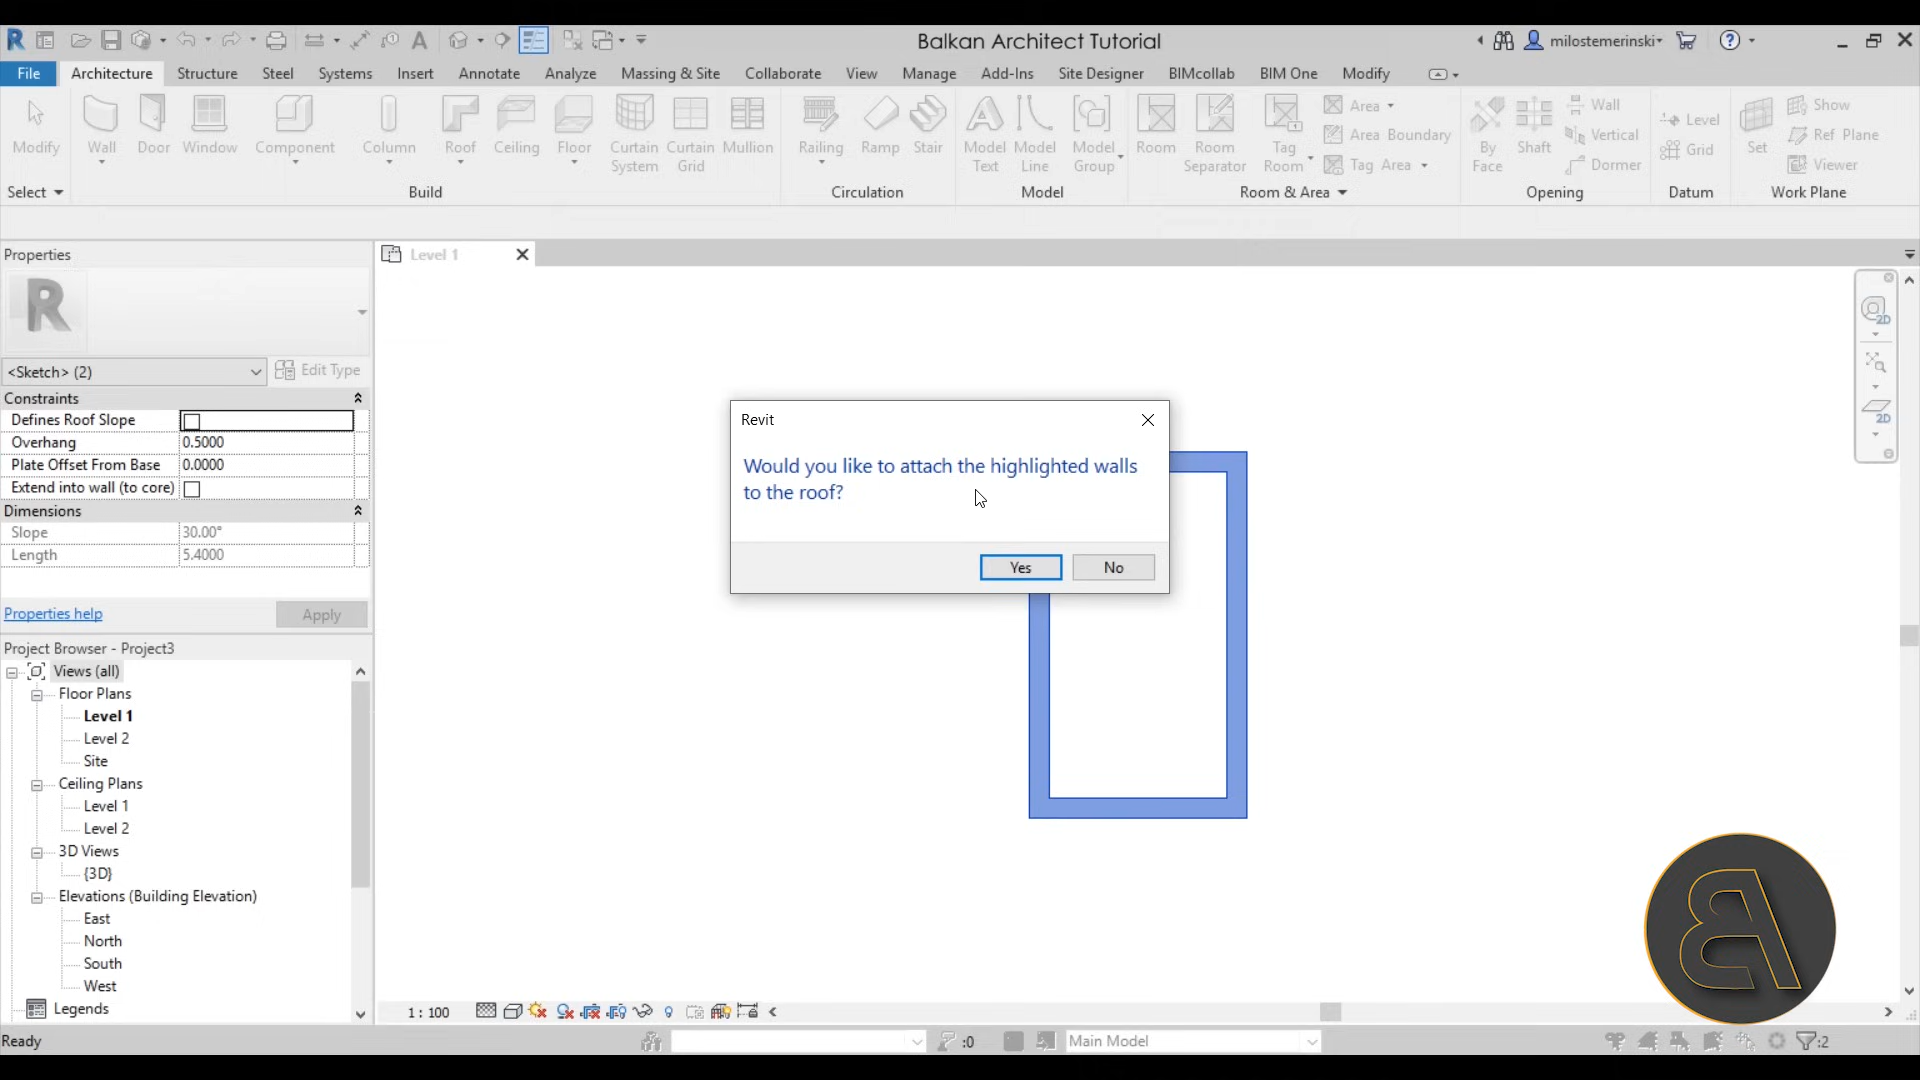 Balkan Architect Tutorial
milostemerinski
File Architecture Structure Steel Systems Insert Annotate Analyze Massing & Site Collaborate View Manage Add-Ins Site Designer BIMcollab BIM One Modify
Modify
Wall
Door
Window
Component
Column
Roof
Ceiling
Floor
Curtain
System
Curtain
Grid
Mullion
Railing
Ramp
Stair
Model
Text
Model
Line
Model
Group
Room
Room
Separator
Tag
Room
Area
Area Boundary
Tag Area
By
Face
Shaft
Wall
Vertical
Dormer
Level
Grid
Set
Show
Ref Plane
Viewer
Select
Build
Circulation
Model
Room & Area
Opening
Datum
Work Plane
Properties
R
<Sketch> (2)
Edit Type
Constraints
Defines Roof Slope
Overhang 0.5000
Plate Offset From Base 0.0000
Extend into wall (to core)
Dimensions
Slope 30.00°
Length 5.4000
Properties help
Apply
Project Browser - Project3
Views (all)
Floor Plans
Level 1
Level 2
Site
Ceiling Plans
Level 1
Level 2
3D Views
{3D}
Elevations (Building Elevation)
East
North
South
West
Legends
Level 1
2D
2D
Revit
Would you like to attach the highlighted walls
to the roof?
Yes
No
1 : 100
Ready
:0
Main Model
:2